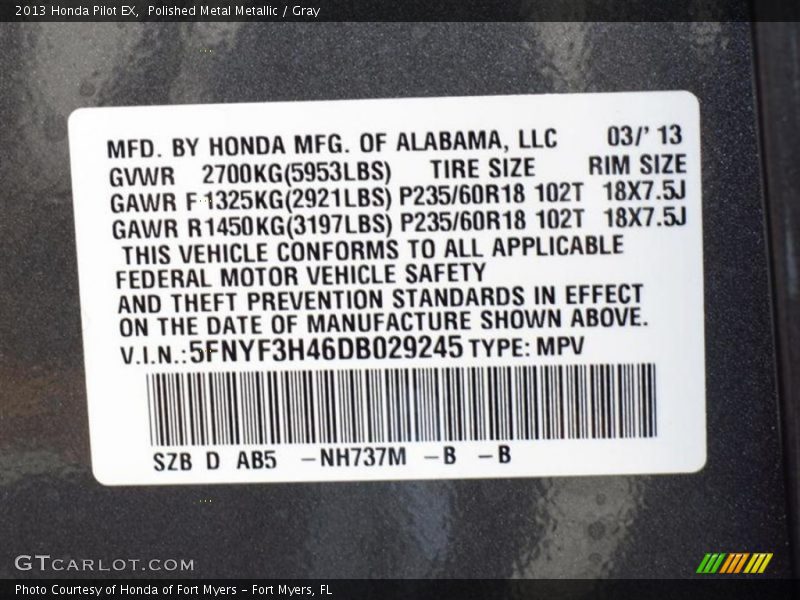 2013 Honda Pilot EX,  Polished Metal Metallic / Gray
MFD. BY HONDA MFG. OF ALABAMA, LLC 03/' 13
GVWR 2700KG(5953LBS) TIRE SIZE RIM SIZE
GAWR F 1325KG(2921LBS) P235/60R18 102T 18X7.5J
GAWR R 1450KG(3197LBS) P235/60R18 102T 18X7.5J
THIS VEHICLE CONFORMS TO ALL APPLICABLE
FEDERAL MOTOR VEHICLE SAFETY
AND THEFT PREVENTION STANDARDS IN EFFECT
ON THE DATE OF MANUFACTURE SHOWN ABOVE.
V.I.N.: 5FNYF3H46DB029245 TYPE: MPV
SZB D AB5 -NH737M -B -B
GTCARLOT.COM
Photo Courtesy of Honda of Fort Myers - Fort Myers, FL